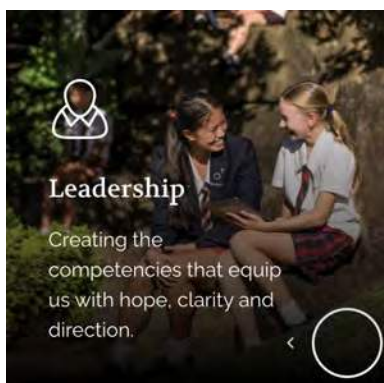 Leadership
Creating the
competencies that equip
us with hope, clarity and
direction.